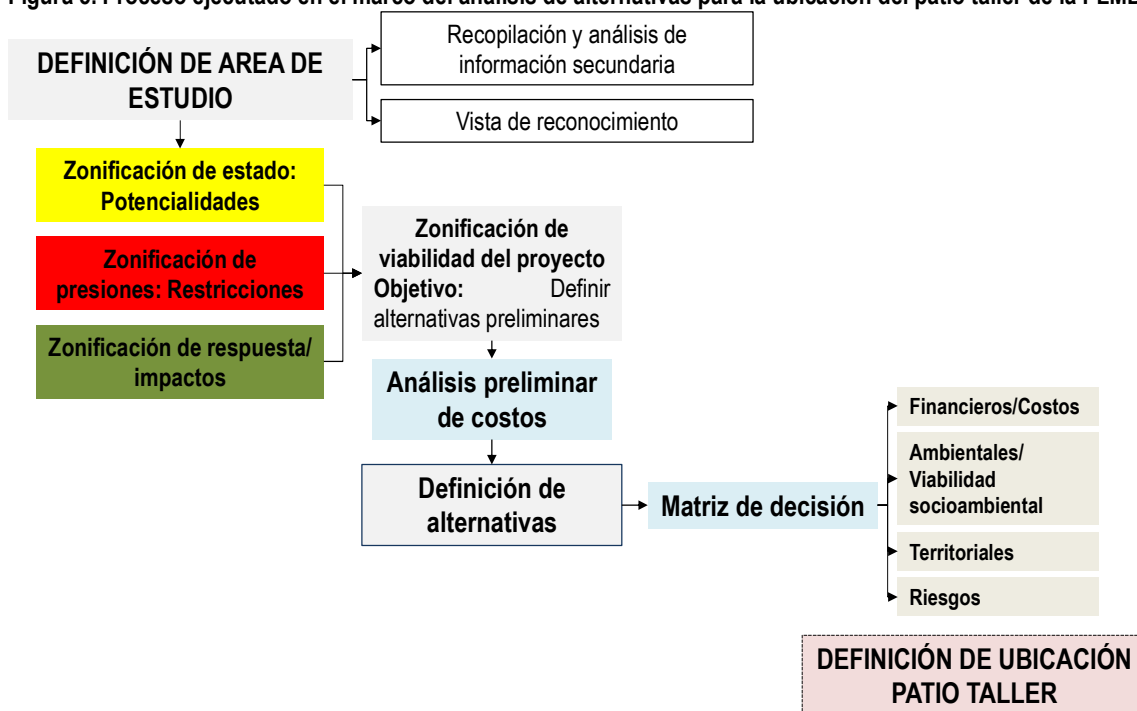 Figura 3. Proceso ejecutado en el marco del análisis de alternativas para la ubicación del patio taller de la
DEFINICIÓN DE AREA DE
ESTUDIO
Recopilación y análisis de
información secundaria
Vista de reconocimiento
Zonificación de estado:
Potencialidades
Zonificación de
presiones: Restricciones
Zonificación de respuesta/
impactos
Zonificación de
viabilidad del proyecto
Objetivo: Definir
alternativas preliminares
Análisis preliminar
de costos
Definición de
alternativas
Matriz de decisión
Financieros/Costos
Ambientales/
Viabilidad
socioambiental
Territoriales
Riesgos
DEFINICIÓN DE UBICACIÓN
PATIO TALLER